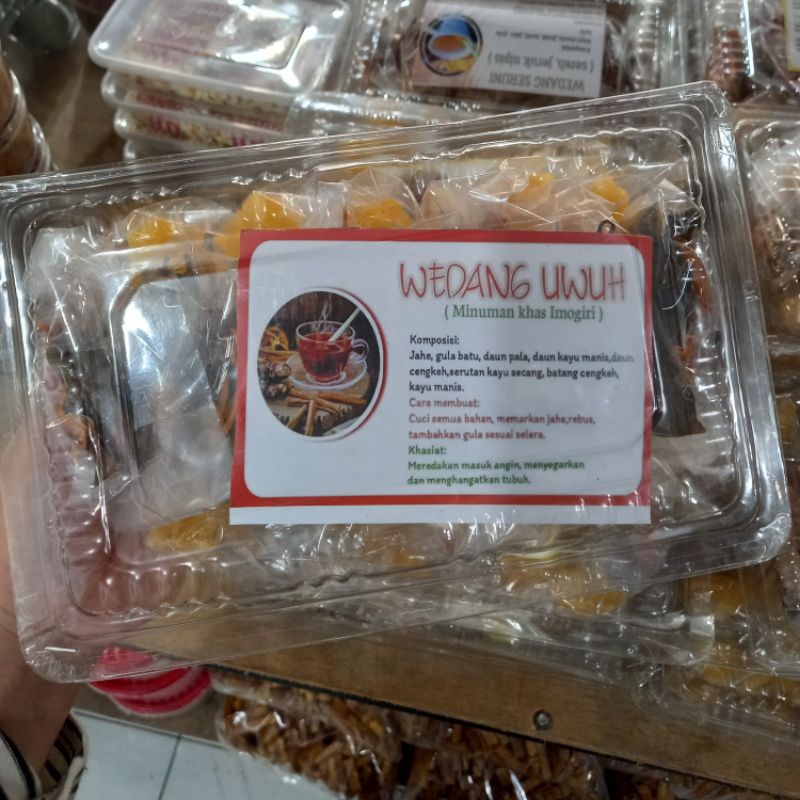 WEDANG UWUH
( Minuman khas Imogiri )
Komposisi:
Jahe, gula batu, daun pala, daun kayu manis,daun
cengkeh,serutan kayu secang, batang cengkeh,
kayu manis.
Cara membuat:
Cuci semua bahan, memarkan jahe,rebus,
tambahkan gula sesuai selera.
Khasiat:
Meredakan masuk angin, menyegarkan
dan menghangatkan tubuh.
WEDANG SERUNI
( sereh, jeruk nipis )